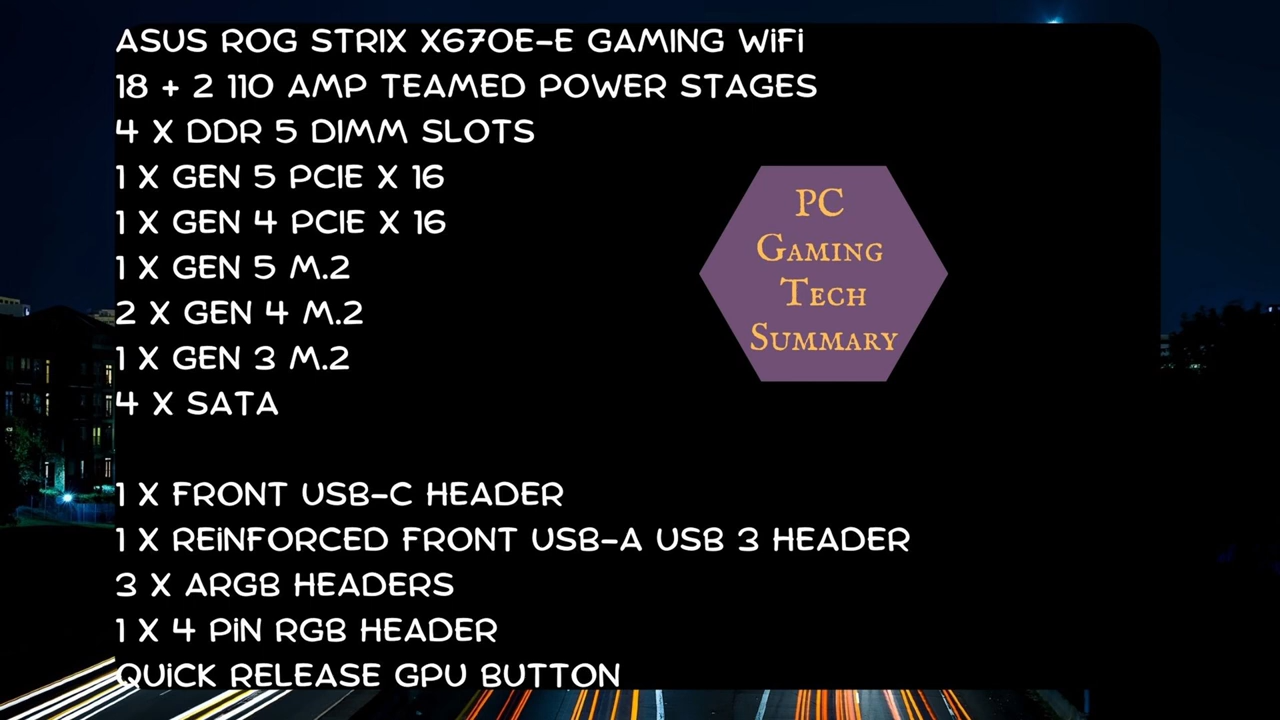 ASUS ROG STRIX X670E-E GAMING WiFi
18 + 2 110 AMP TEAMED POWER STAGES
4 X DDR 5 DIMM SLOTS
1 X GEN 5 PCIE X 16
1 X GEN 4 PCIE X 16
1 X GEN 5 M.2
2 X GEN 4 M.2
1 X GEN 3 M.2
4 X SATA
1 X FRONT USB-C HEADER
1 X REINFORCED FRONT USB-A USB 3 HEADER
3 X ARGB HEADERS
1 X 4 PIN RGB HEADER
QUICK RELEASE GPU BUTTON
PC
Gaming
Tech
Summary